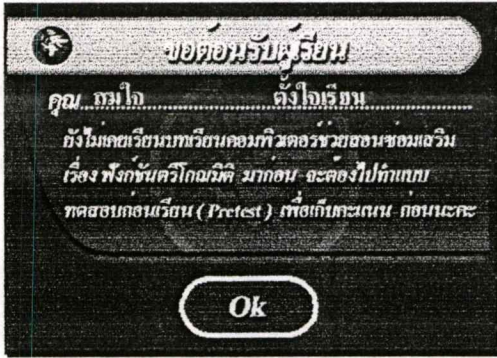 ขอต้อนรับผู้เรียน
คุณ ถมใจ ตั้งใจเรียน
ยังไม่เคยเรียนบทเรียนคอมพิวเตอร์ช่วยสอนซ่อมเสริม
เรื่อง ฟังก์ชันตรีโกณมิติ มาก่อน จะต้องไปทำแบบ
ทดสอบก่อนเรียน ( Pretest ) เพื่อเก็บคะแนน ก่อนนะคะ
Ok